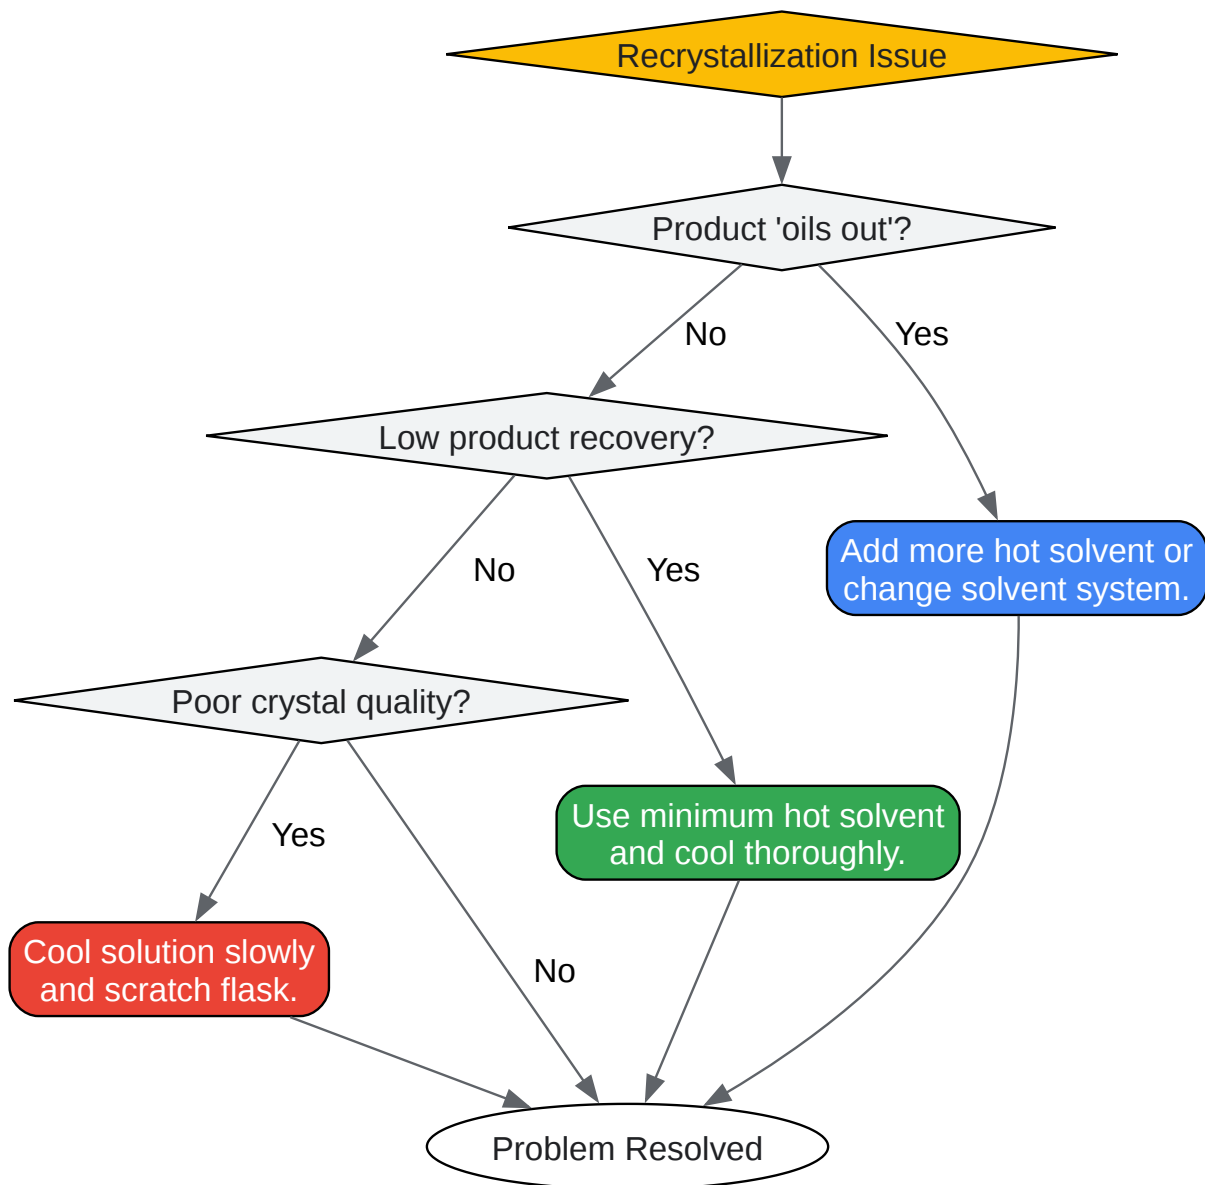 Recrystallization Issue
Product 'oils out'?
No
Yes
Low product recovery?
Add more hot solvent or
change solvent system.
No
Yes
Poor crystal quality?
Use minimum hot solvent
and cool thoroughly.
Yes
Cool solution slowly
and scratch flask.
No
Problem Resolved